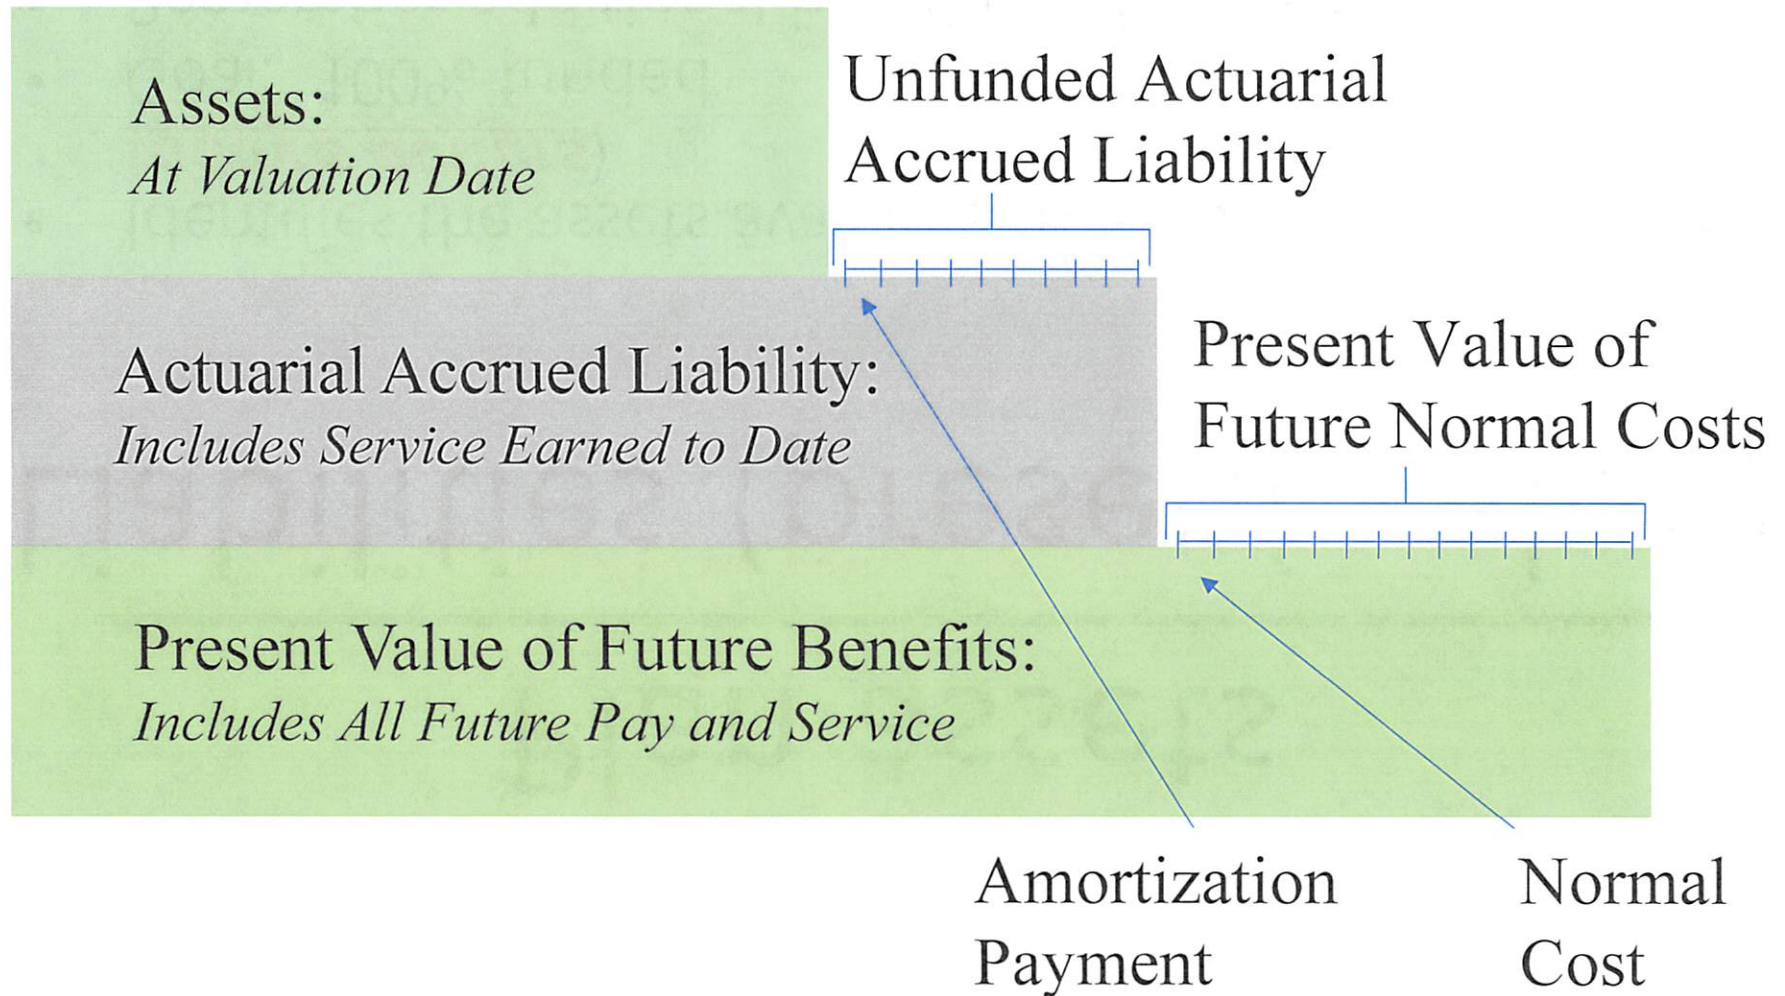 Assets:
At Valuation Date
Unfunded Actuarial
Accrued Liability
Actuarial Accrued Liability:
Includes Service Earned to Date
Present Value of
Future Normal Costs
Present Value of Future Benefits:
Includes All Future Pay and Service
Amortization
Payment
Normal
Cost